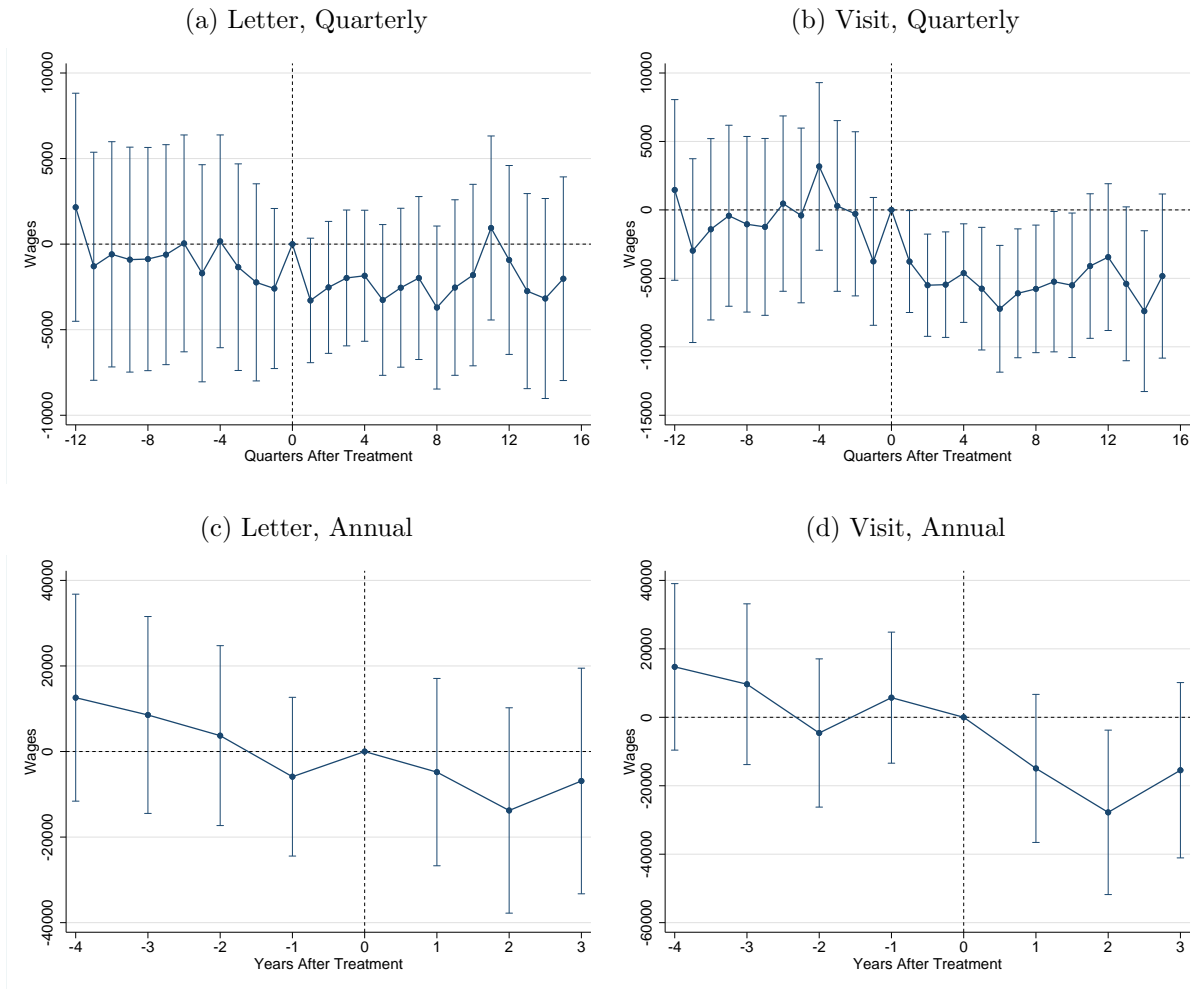 (a) Letter, Quarterly
Wages
10000
5000
0
-5000
-10000
-12 -8 -4 0 4 8 12 16
Quarters After Treatment
(b) Visit, Quarterly
Wages
10000
5000
0
-5000
-10000
-15000
-12 -8 -4 0 4 8 12 16
Quarters After Treatment
(c) Letter, Annual
Wages
40000
20000
0
-20000
-40000
-4 -3 -2 -1 0 1 2 3
Years After Treatment
(d) Visit, Annual
Wages
40000
20000
0
-20000
-40000
-60000
-4 -3 -2 -1 0 1 2 3
Years After Treatment